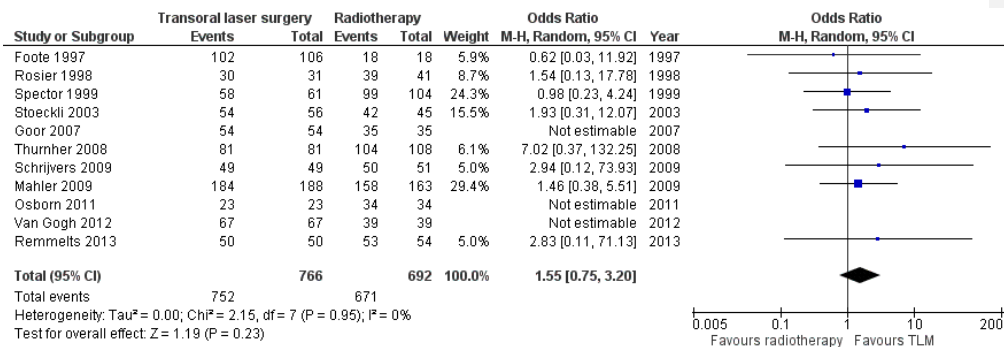 Transoral laser surgery Radiotherapy Odds Ratio Odds Ratio
Study or Subgroup Events Total Events Total Weight M-H, Random, 95% CI Year M-H, Random, 95% CI
Foote 1997 102 106 18 18 5.9% 0.62 [0.03, 11.92] 1997
Rosier 1998 30 31 39 41 8.7% 1.54 [0.13, 17.78] 1998
Spector 1999 58 61 99 104 24.3% 0.98 [0.23, 4.24] 1999
Stoeckli 2003 54 56 42 45 15.5% 1.93 [0.31, 12.07] 2003
Goor 2007 54 54 35 35 Not estimable 2007
Thurnher 2008 81 81 104 108 6.1% 7.02 [0.37, 132.25] 2008
Schrijvers 2009 49 49 50 51 2.94 [0.12, 73.93] 2009
Mahler 2009 184 188 158 163 29.4% 1.46 [0.38, 5.51] 2009
Osborn 2011 23 23 34 34 Not estimable 2011
Van Gogh 2012 67 67 39 39 Not estimable 2012
Remmelts 2013 50 50 53 54 5.0% 2.83 [0.11, 71.13] 2013
Total (95% CI) 766 692 100.0% 1.55 [0.75, 3.20]
Total events 752 671
Heterogeneity: Tau² = 0.00; Chi² = 2.15, df = 7 (P = 0.95); I² = 0%
Test for overall effect: Z = 1.19 (P = 0.23)
0.005 0.1 1 10 200
Favours radiotherapy Favours TLM